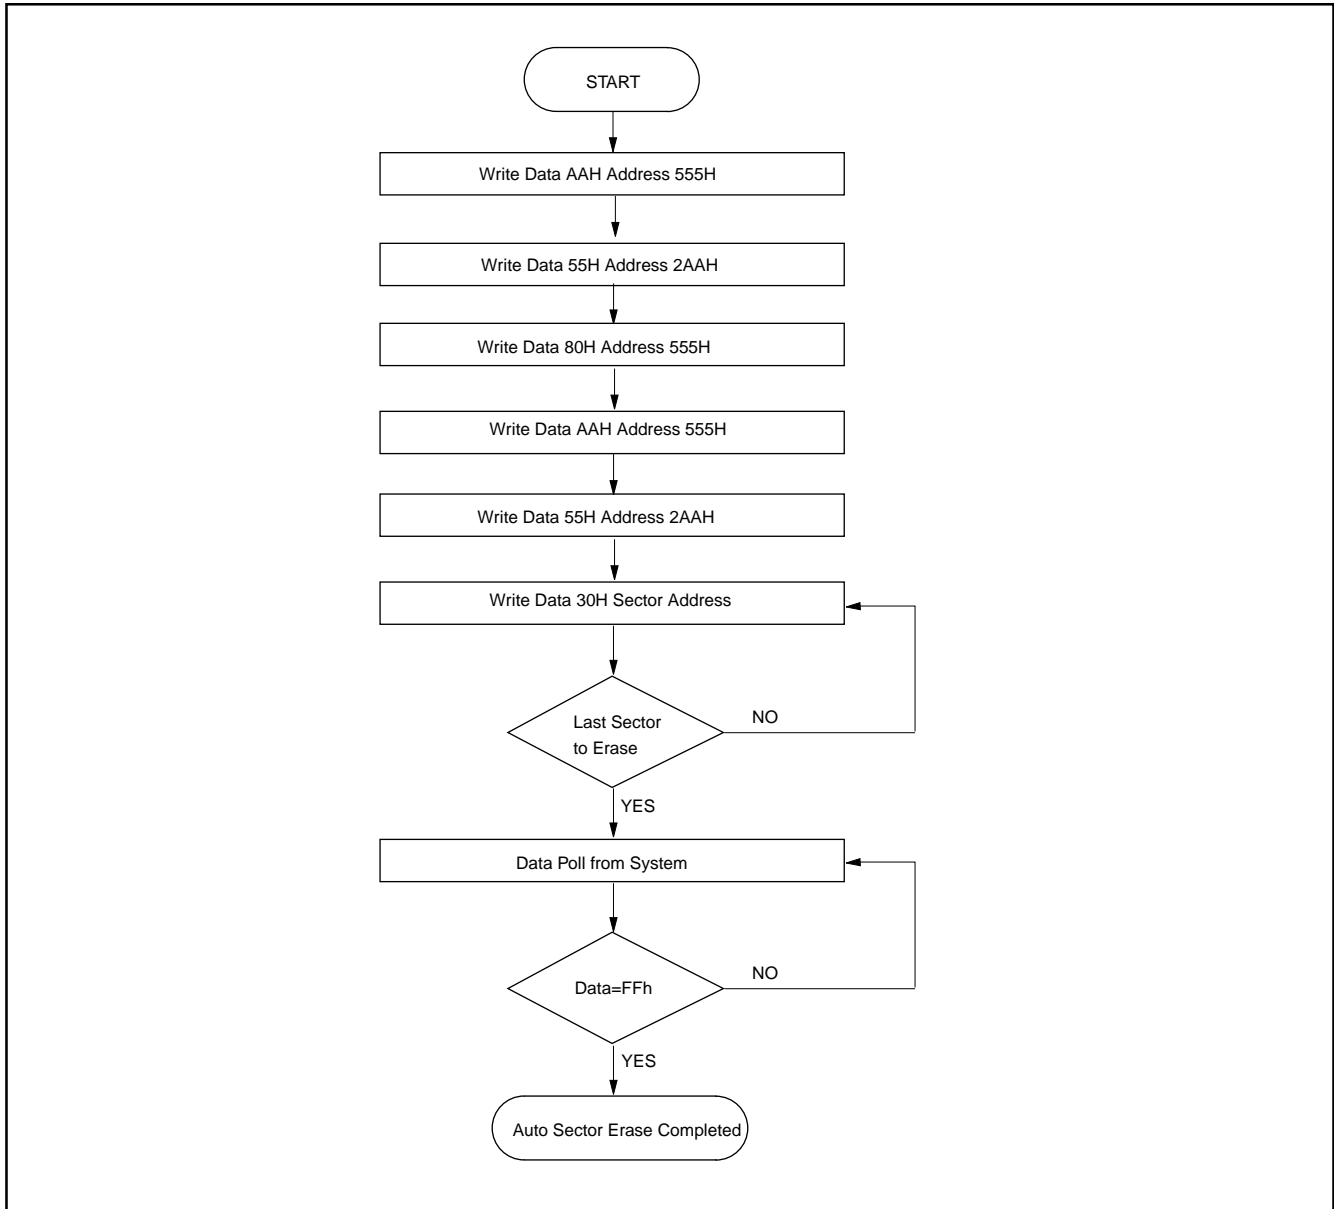 START
Write Data AAH Address 555H
Write Data 55H Address 2AAH
Write Data 80H Address 555H
Write Data AAH Address 555H
Write Data 55H Address 2AAH
Write Data 30H Sector Address
Last Sector
to Erase
NO
YES
Data Poll from System
Data=FFh
NO
YES
Auto Sector Erase Completed